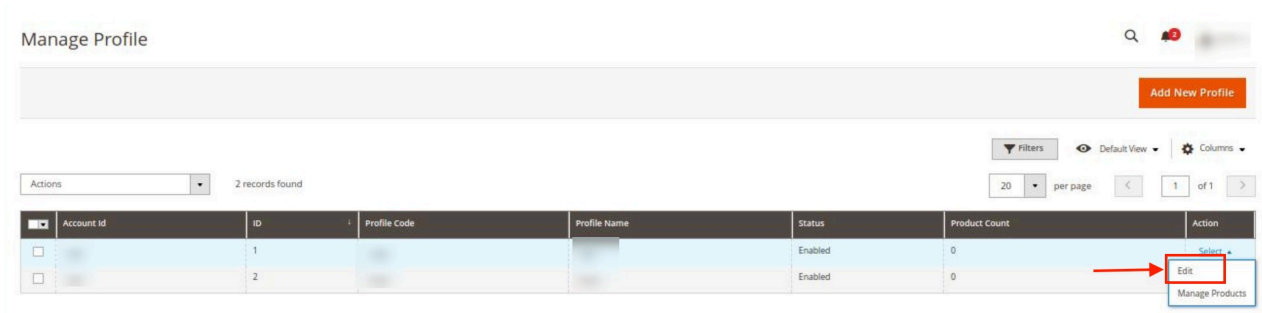 Manage Profile
2
Add New Profile
Filters Default View Columns
Actions 2 records found 20 per page 1 of 1
Account Id ID Profile Code Profile Name Status Product Count Action
1 Enabled 0 Select
2 Enabled 0
Edit
Manage Products